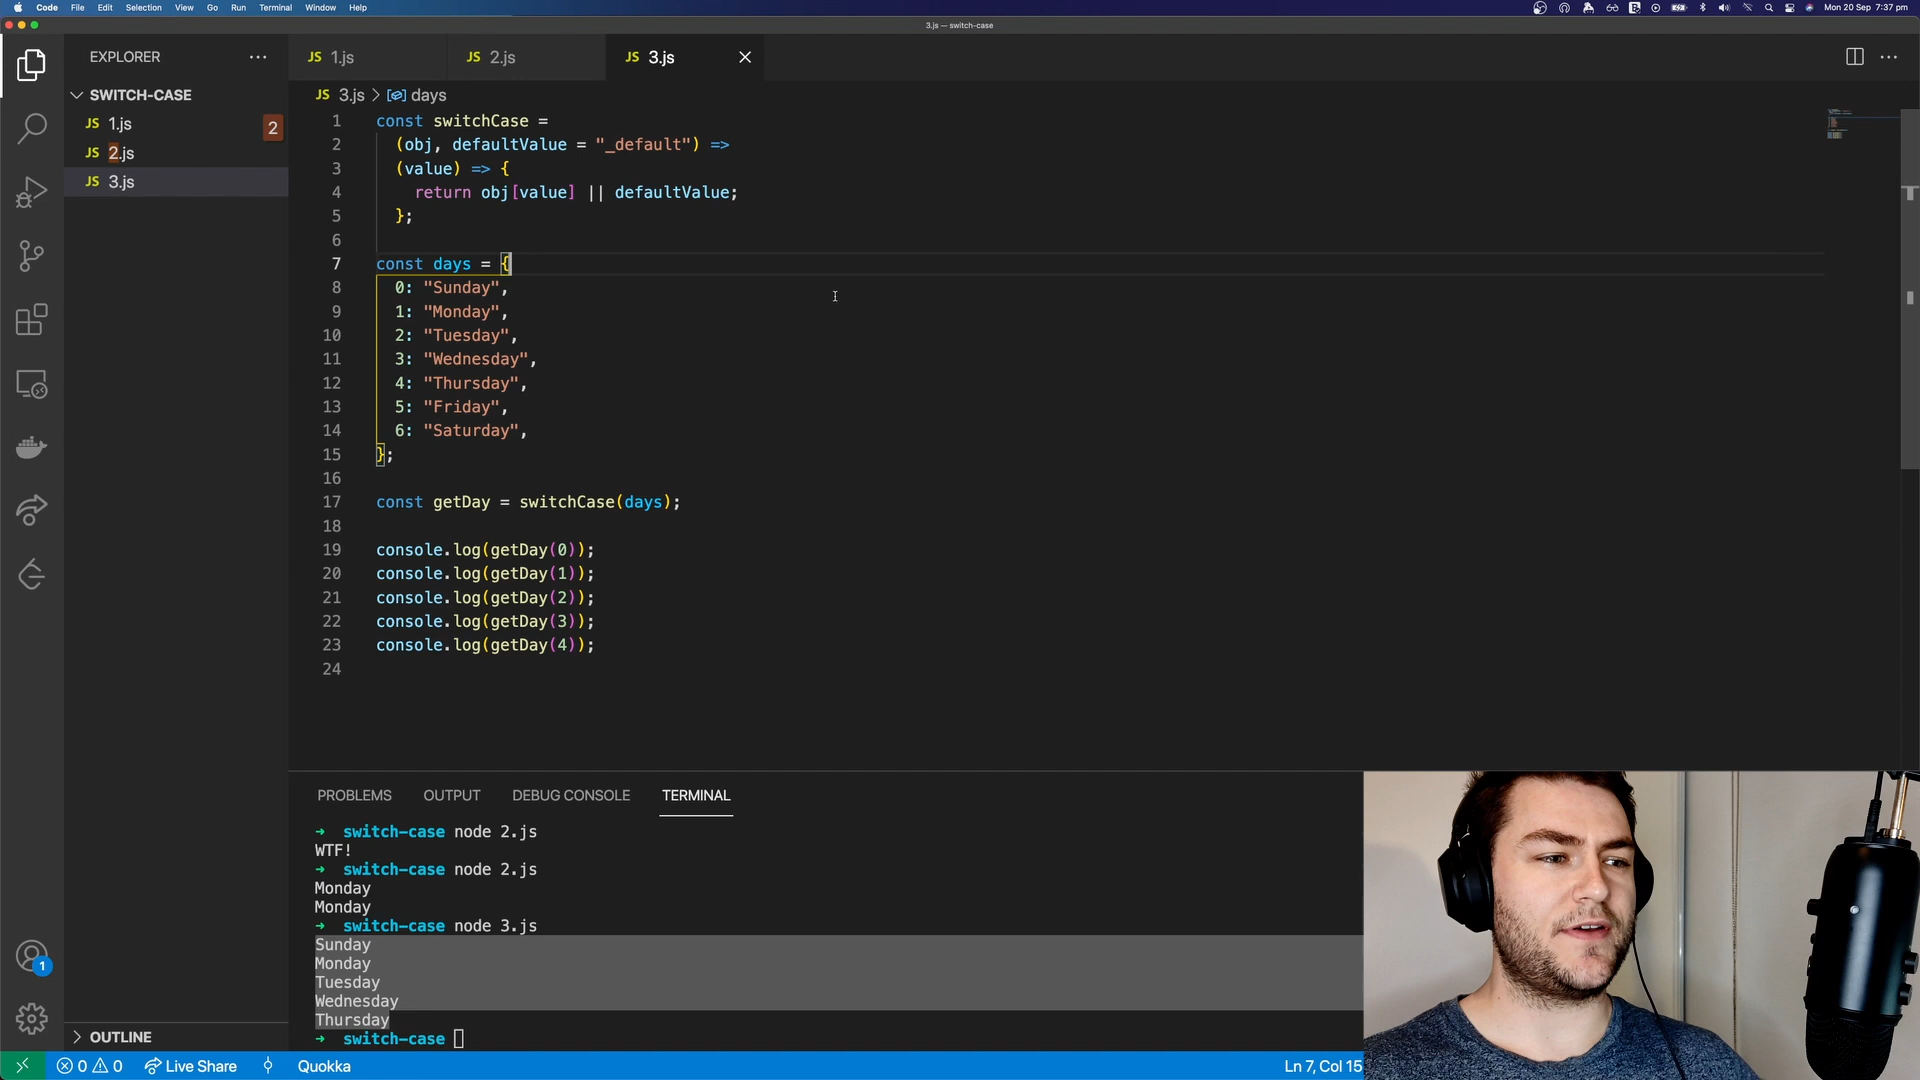 Code File Edit Selection View Go Run Terminal Window Help Mon 20 Sep 7:37 pm
3.js — switch-case
EXPLORER
SWITCH-CASE
JS 1.js
2
JS 2.js
JS 3.js
OUTLINE
JS 1.js JS 2.js JS 3.js
JS 3.js > days
1 const switchCase =
2 (obj, defaultValue = "_default") =>
3 (value) => {
4 return obj[value] || defaultValue;
5 };
6
7 const days = {
8 0: "Sunday",
9 1: "Monday",
10 2: "Tuesday",
11 3: "Wednesday",
12 4: "Thursday",
13 5: "Friday",
14 6: "Saturday",
15 };
16
17 const getDay = switchCase(days);
18
19 console.log(getDay(0));
20 console.log(getDay(1));
21 console.log(getDay(2));
22 console.log(getDay(3));
23 console.log(getDay(4));
24
PROBLEMS OUTPUT DEBUG CONSOLE TERMINAL
➜ switch-case node 2.js
WTF!
➜ switch-case node 2.js
Monday
Monday
➜ switch-case node 3.js
Sunday
Monday
Tuesday
Wednesday
Thursday
➜ switch-case
1
0 0 Live Share Quokka Ln 7, Col 15